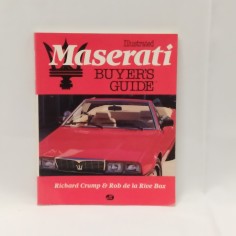 Illustrated
Maserati
BUYER'S
GUIDE
Richard Crump & Rob de la Rive Box